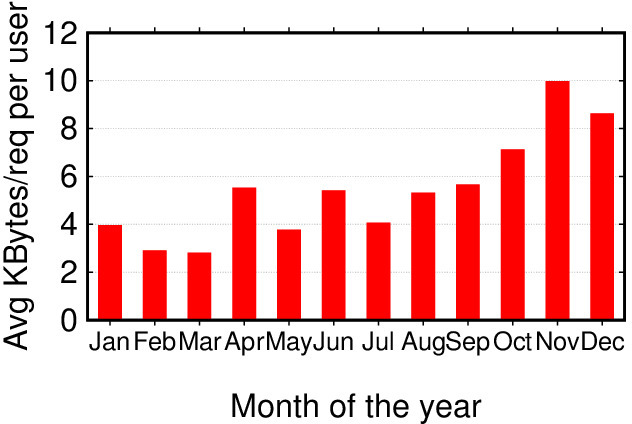 Avg KBytes/req per user
12
10
8
6
4
2
0
Jan Feb Mar Apr May Jun Jul Aug Sep Oct Nov Dec
Month of the year